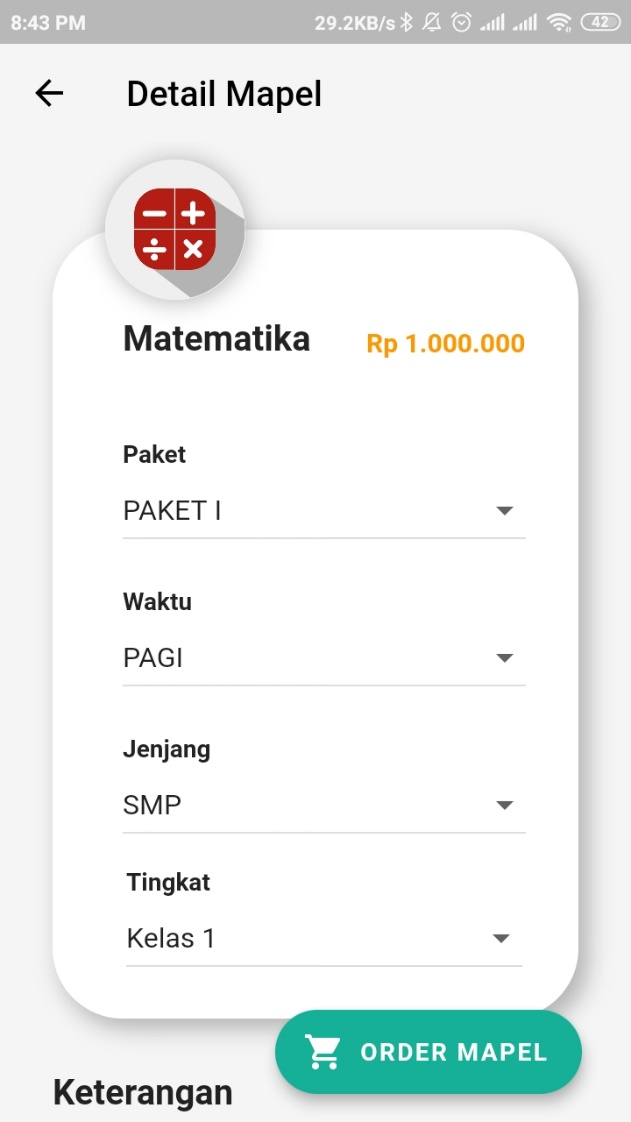 8:43 PM 29.2KB/s 42
Detail Mapel
Matematika Rp 1.000.000
Paket
PAKET I
Waktu
PAGI
Jenjang
SMP
Tingkat
Kelas 1
ORDER MAPEL
Keterangan